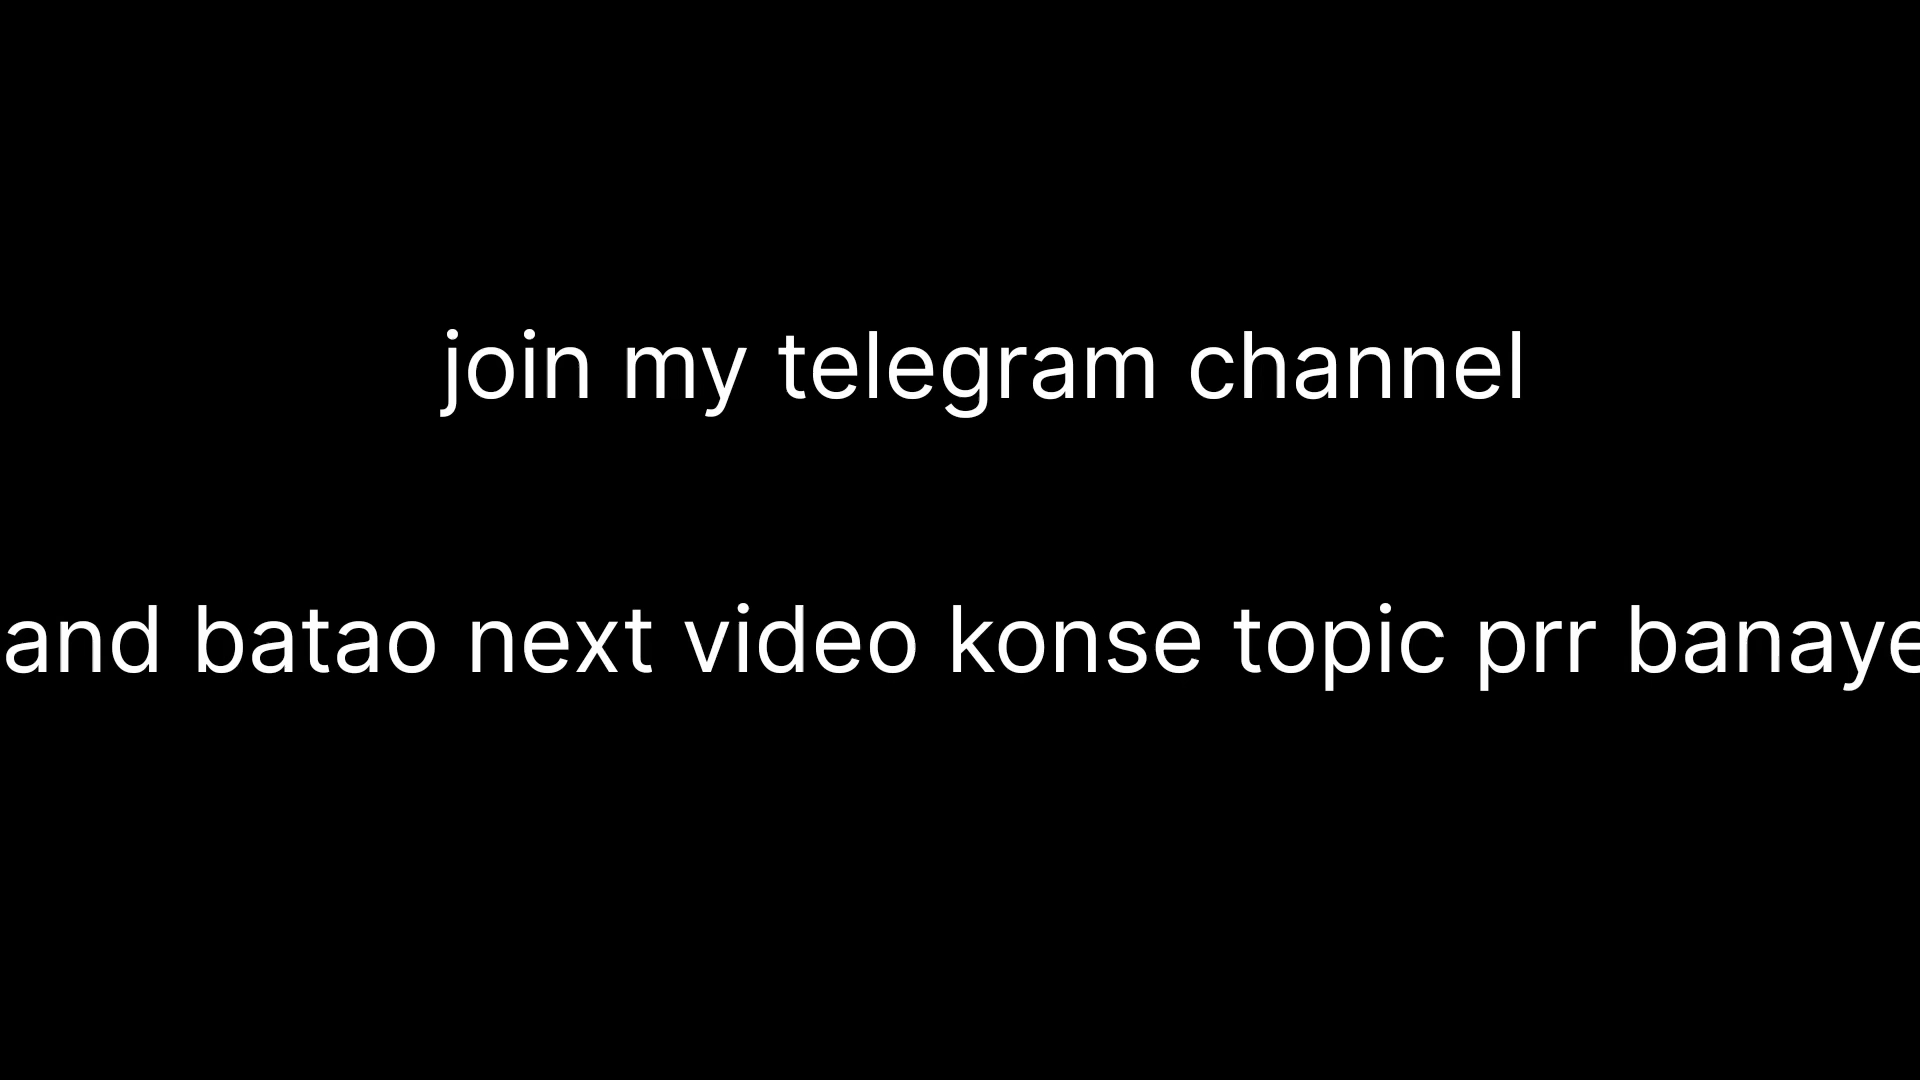 join my telegram channel
and batao next video konse topic prr banaye